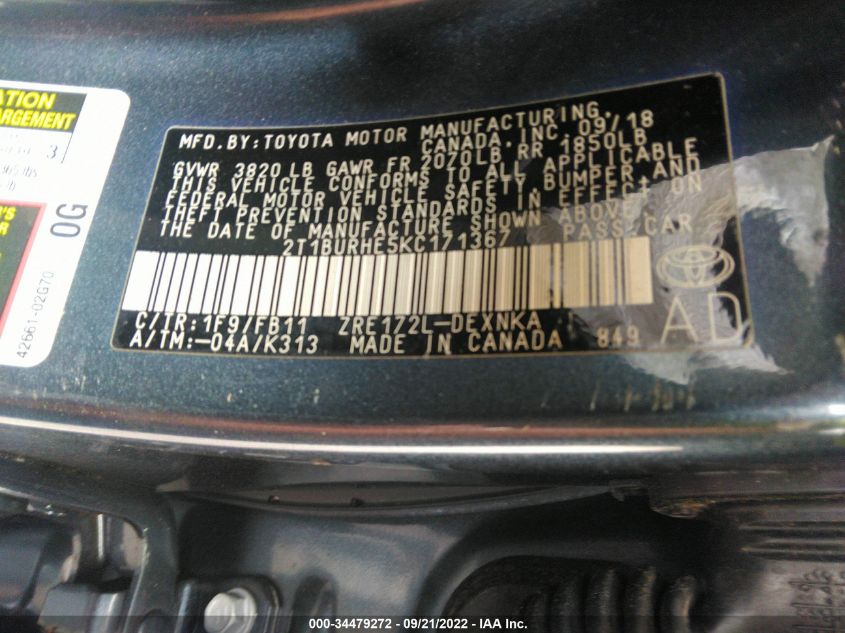 ATION
ARGEMENT
3
0G
42661-02G70
MFD. BY: TOYOTA MOTOR MANUFACTURING,
CANADA, INC. 09/18
GVWR 3820 LB GAWR FR 2070LB, RR 1850LB
THIS VEHICLE CONFORMS TO ALL APPLICABLE
FEDERAL MOTOR VEHICLE SAFETY, BUMPER, AND
THEFT PREVENTION STANDARDS IN EFFECT ON
THE DATE OF MANUFACTURE SHOWN ABOVE.
2T1BURHE5KC171367 PASS CAR
C/TR: 1F9/FB11 ZRE172L-DEXNKA
A/TM: -04A/K313 MADE IN CANADA 849
AD
000-34479272 - 09/21/2022 - IAA Inc.